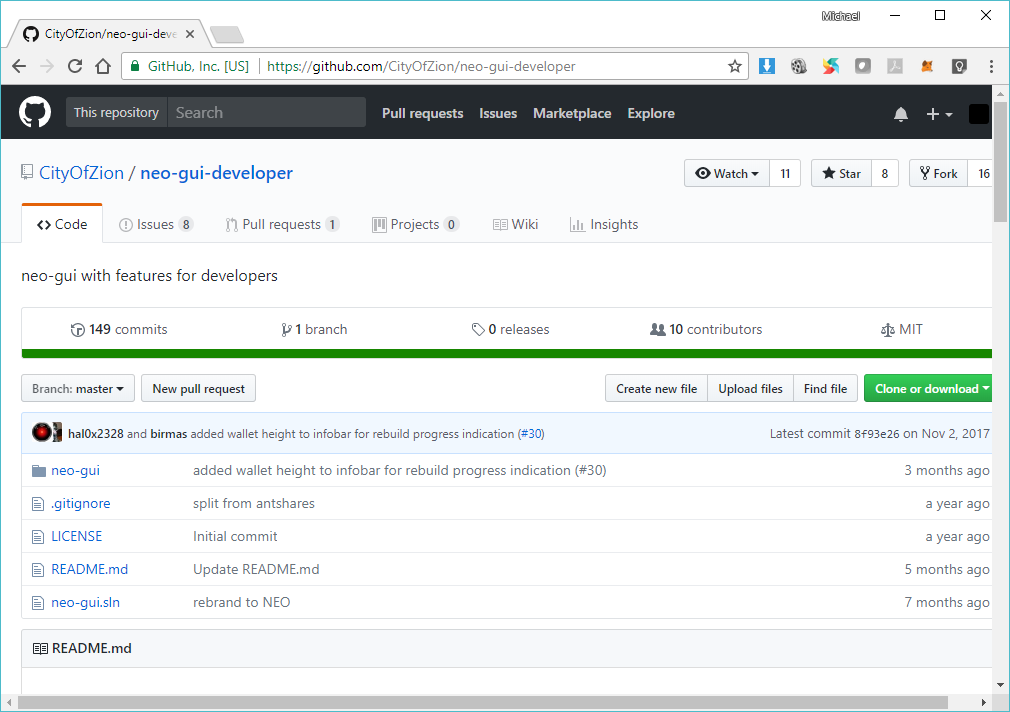 Michael
CityOfZion/neo-gui-deve
GitHub, Inc. [US] https://github.com/CityOfZion/neo-gui-developer
This repository Search Pull requests Issues Marketplace Explore
CityOfZion / neo-gui-developer Watch 11 Star 8 Fork 16
Code Issues 8 Pull requests 1 Projects 0 Wiki Insights
neo-gui with features for developers
149 commits 1 branch 0 releases 10 contributors MIT
Branch: master New pull request Create new file Upload files Find file Clone or download
hal0x2328 and birmas added wallet height to infobar for rebuild progress indication (#30) Latest commit 8f93e26 on Nov 2, 2017
neo-gui added wallet height to infobar for rebuild progress indication (#30) 3 months ago
.gitignore split from antshares a year ago
LICENSE Initial commit a year ago
README.md Update README.md 5 months ago
neo-gui.sln rebrand to NEO 7 months ago
README.md